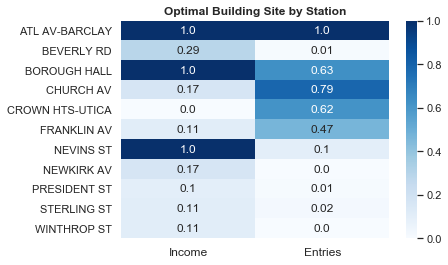 Optimal Building Site by Station
ATL AV-BARCLAY 1.0 1.0
BEVERLY RD 0.29 0.01
BOROUGH HALL 1.0 0.63
CHURCH AV 0.17 0.79
CROWN HTS-UTICA 0.0 0.62
FRANKLIN AV 0.11 0.47
NEVINS ST 1.0 0.1
NEWKIRK AV 0.17 0.0
PRESIDENT ST 0.1 0.01
STERLING ST 0.11 0.02
WINTHROP ST 0.11 0.0
Income Entries
1.0
0.8
0.6
0.4
0.2
0.0